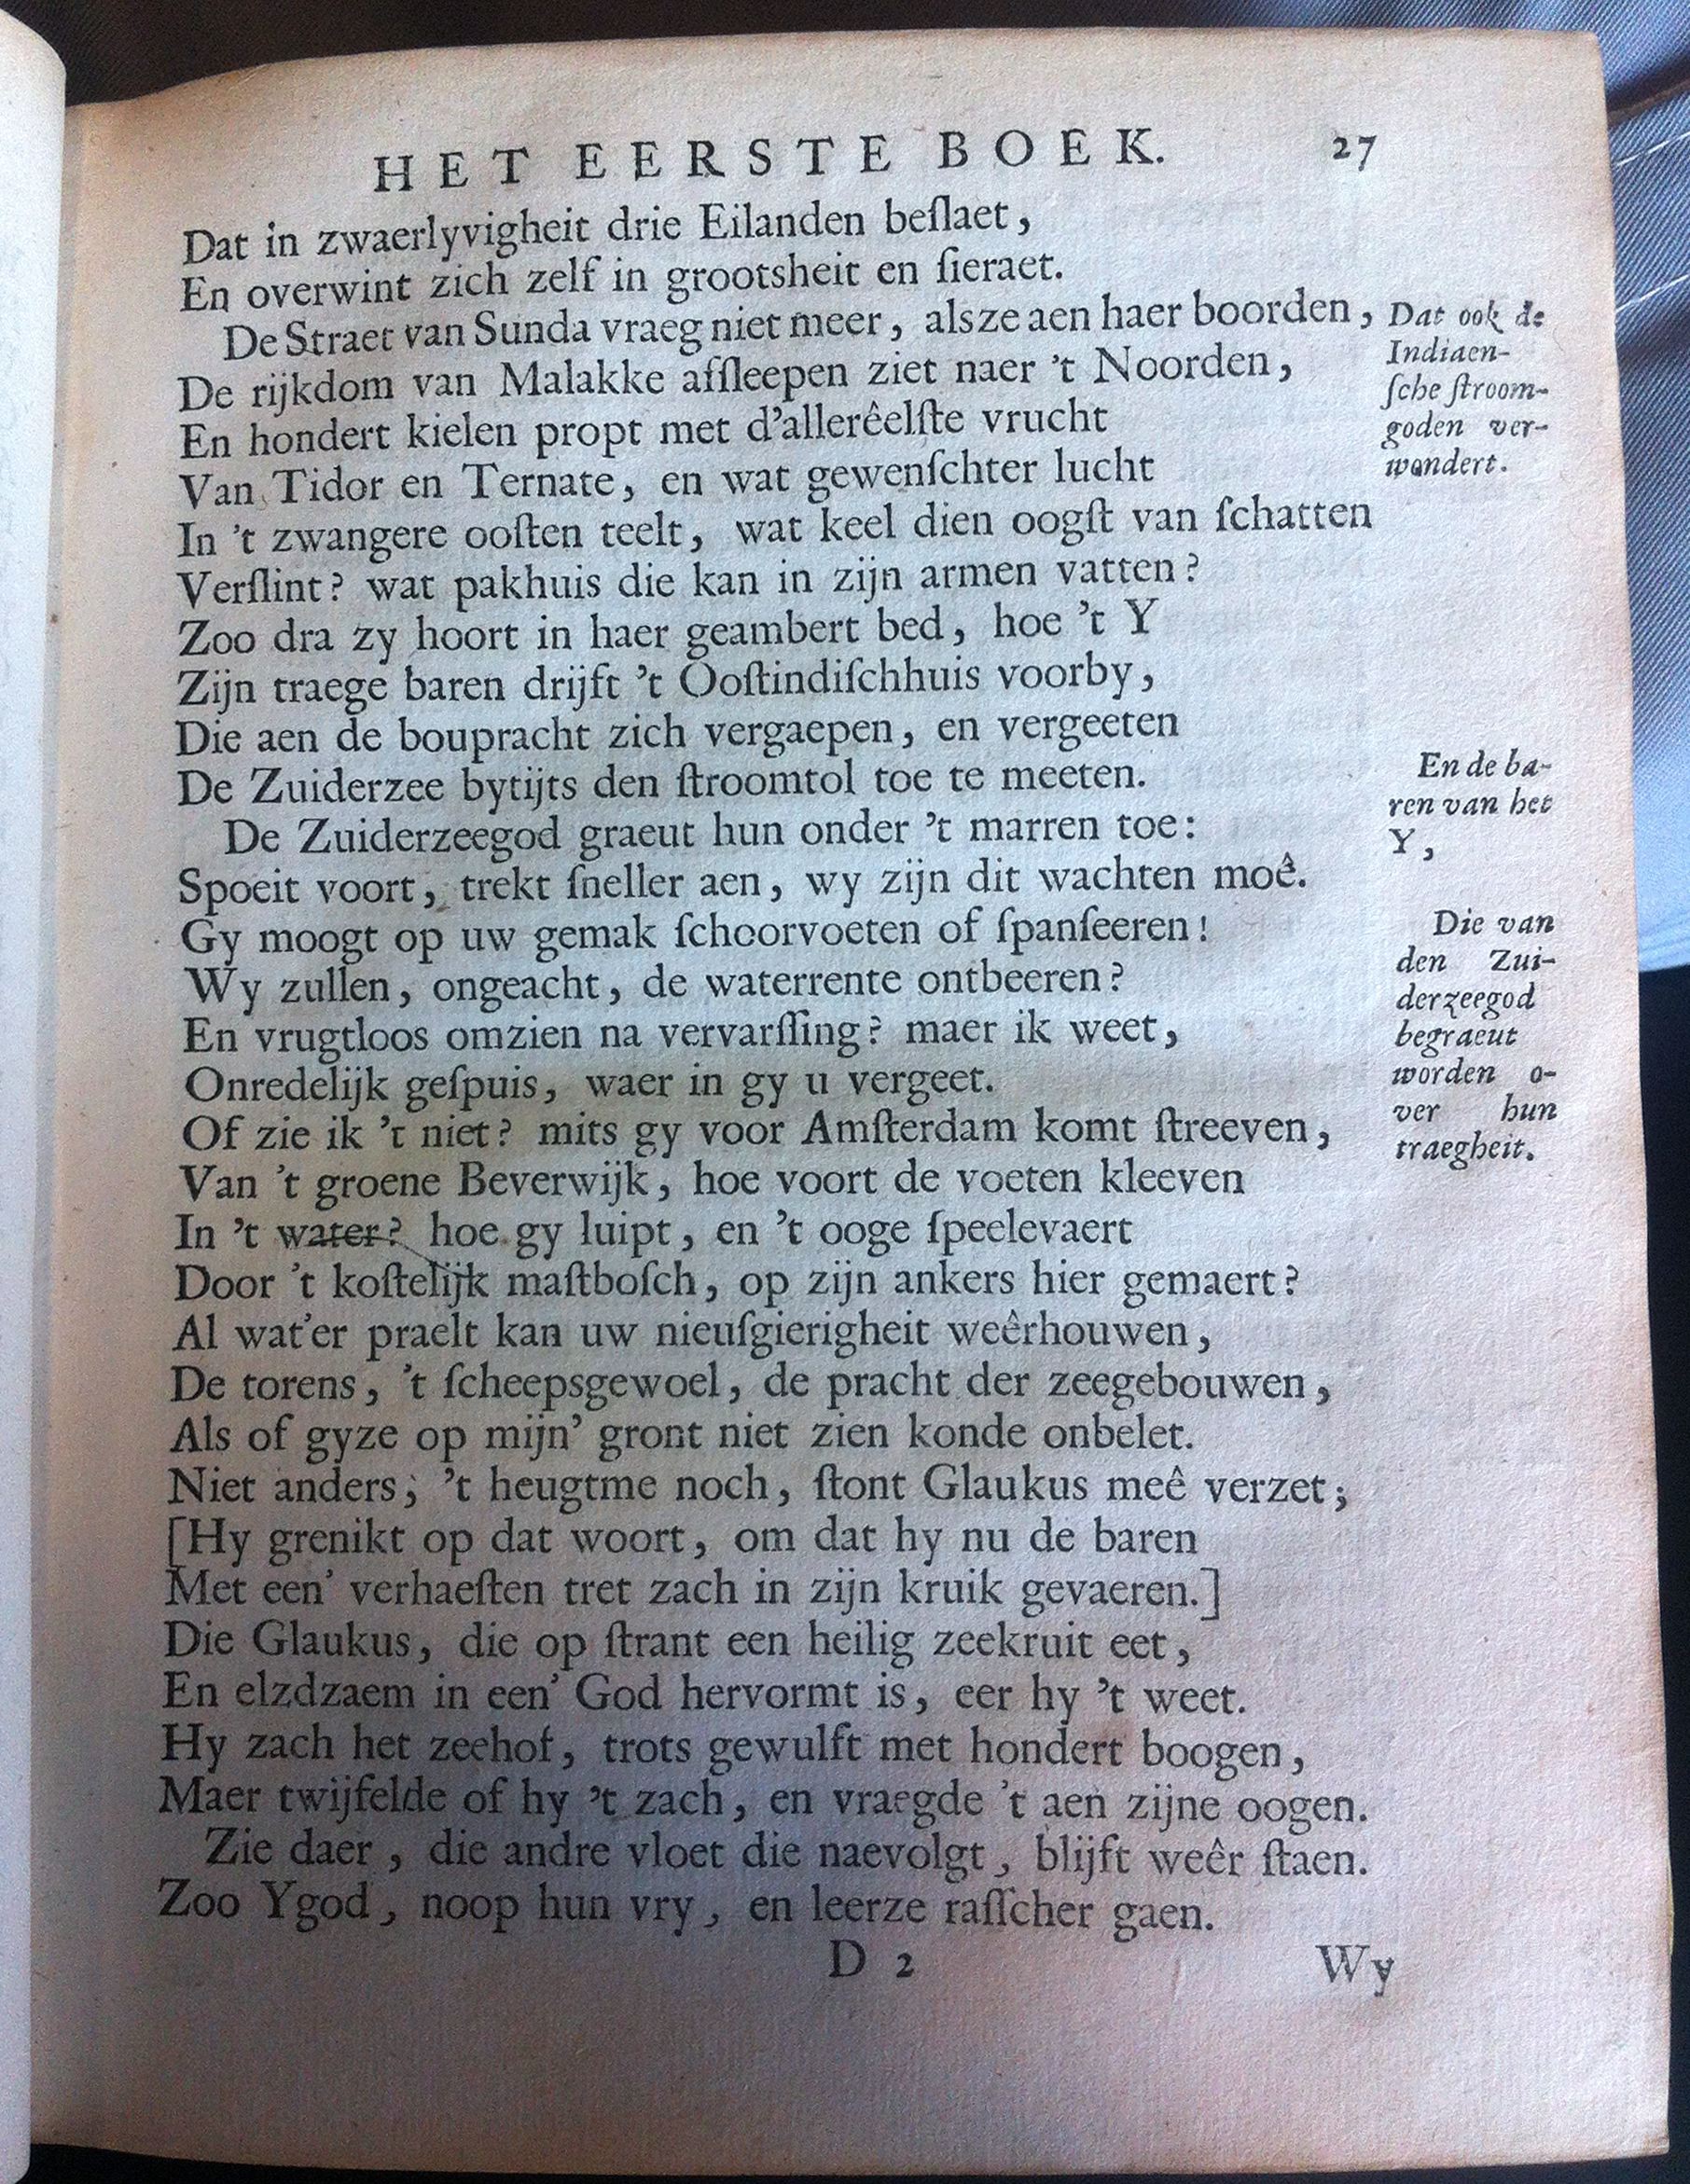 HET EERSTE BOEK. 27
Dat in zwaerlyvigheit drie Eilanden beſlaet,
En overwint zich zelf in grootsheit en ſieraet.
De Straet van Sunda vraeg niet meer, alsze aen haer boorden,
De rijkdom van Malakke afſleepen ziet naer 't Noorden,
En hondert kielen propt met d'allerêelſte vrucht
Van Tidor en Ternate, en wat gewenſchter lucht
In 't zwangere ooſten teelt, wat keel dien oogſt van ſchatten
Verſlint? wat pakhuis die kan in zijn armen vatten?
Zoo dra zy hoort in haer geambert bed, hoe 't Y
Zijn traege baren drijft 't Ooſtindiſchhuis voorby,
Die aen de boupracht zich vergaepen, en vergeeten
De Zuiderzee bytijts den ſtroomtol toe te meeten.
De Zuiderzeegod graeut hun onder 't marren toe:
Spoeit voort, trekt ſneller aen, wy zijn dit wachten moê.
Gy moogt op uw gemak ſchoorvoeten of ſpanſeeren!
Wy zullen, ongeacht, de waterrente ontbeeren?
En vrugtloos omzien na vervarſſing? maer ik weet,
Onredelijk geſpuis, waer in gy u vergeet.
Of zie ik 't niet? mits gy voor Amſterdam komt ſtreeven,
Van 't groene Beverwijk, hoe voort de voeten kleeven
In 't water? hoe gy luipt, en 't ooge ſpeelevaert
Door 't koſtelijk maſtboſch, op zijn ankers hier gemaert?
Al wat'er praelt kan uw nieuſgierigheit weêrhouwen,
De torens, 't ſcheepsgewoel, de pracht der zeegebouwen,
Als of gyze op mijn' gront niet zien konde onbelet.
Niet anders; 't heugtme noch, ſtont Glaukus meê verzet;
[Hy grenikt op dat woort, om dat hy nu de baren
Met een' verhaeſten tret zach in zijn kruik gevaeren.]
Die Glaukus, die op ſtrant een heilig zeekruit eet,
En elzdzaem in een' God hervormt is, eer hy 't weet.
Hy zach het zeehof, trots gewulft met hondert boogen,
Maer twijfelde of hy 't zach, en vraegde 't aen zijne oogen.
Zie daer, die andre vloet die naevolgt, blijft weêr ſtaen.
Zoo Ygod, noop hun vry, en leerze raſſcher gaen.
D 2 Wy
Dat ook de
Indiaen-
ſche ſtroom-
goden ver-
wondert.
En de ba-
ren van het
Y,
Die van
den Zui-
derzeegod
begraeut
worden o-
ver hun
traegheit.